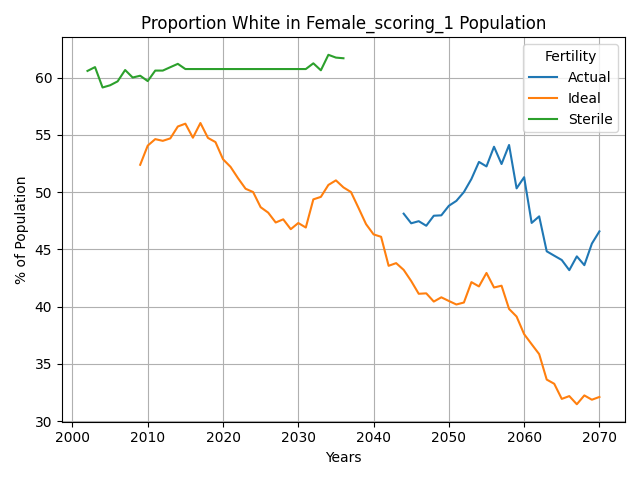 Proportion White in Female_scoring_1 Population
% of Population
60
55
50
45
40
35
30
2000 2010 2020 2030 2040 2050 2060 2070
Years
Fertility
Actual
Ideal
Sterile